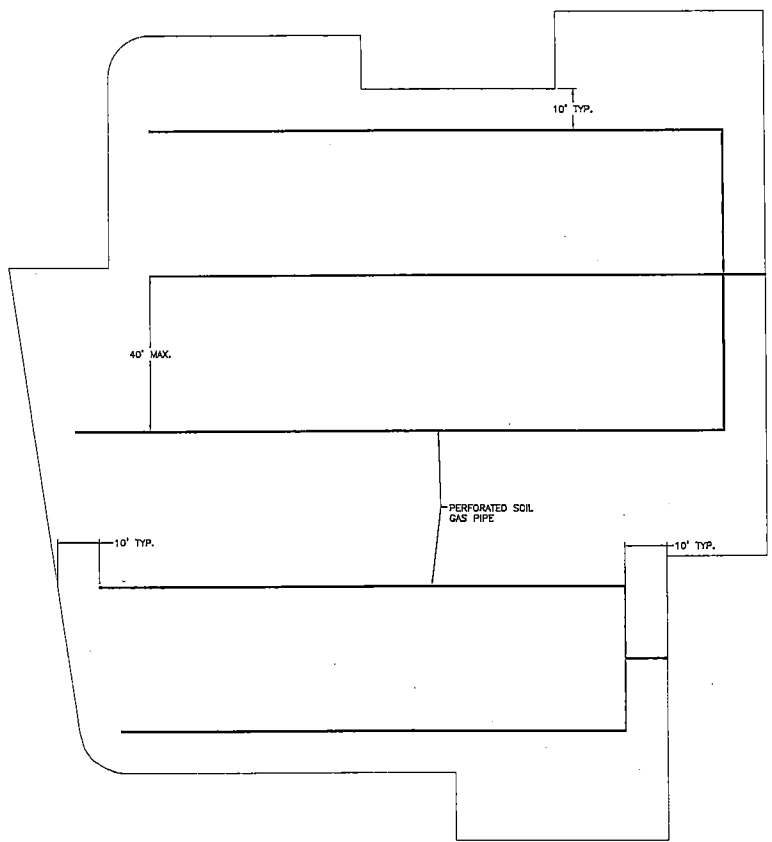 10' TYP.
40' MAX.
PERFORATED SOIL
GAS PIPE
10' TYP.
10' TYP.